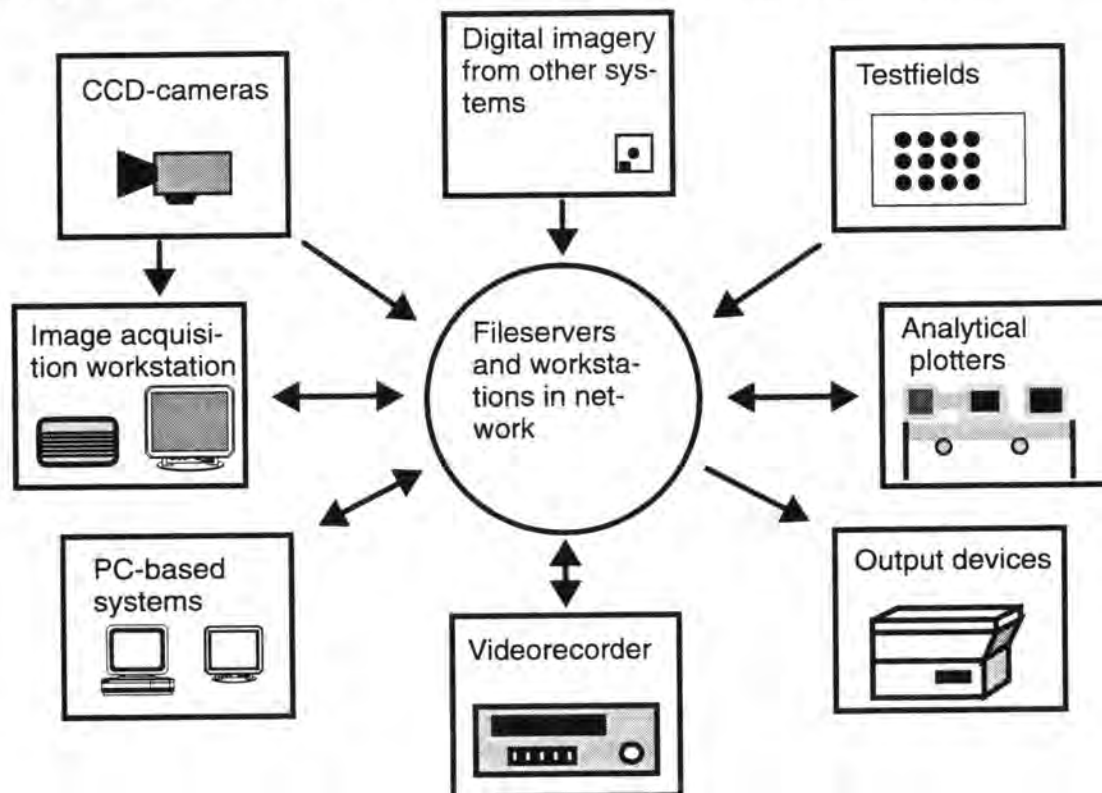 CCD-cameras
Digital imagery
from other sys-
tems
Testfields
Image acquisi-
tion workstation
Fileservers
and worksta-
tions in net-
work
Analytical
plotters
PC-based
systems
Videorecorder
Output devices